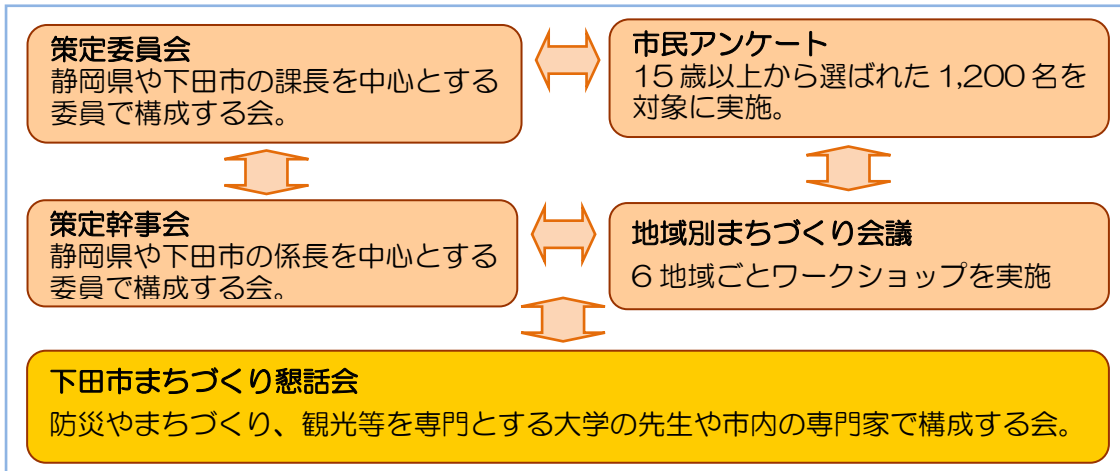 策定委員会
静岡県や下田市の課長を中心とする
委員で構成する会。
市民アンケート
15歳以上から選ばれた1,200名を
対象に実施。
策定幹事会
静岡県や下田市の係長を中心とする
委員で構成する会。
地域別まちづくり会議
6地域ごとワークショップを実施
下田市まちづくり懇話会
防災やまちづくり、観光等を専門とする大学の先生や市内の専門家で構成する会。